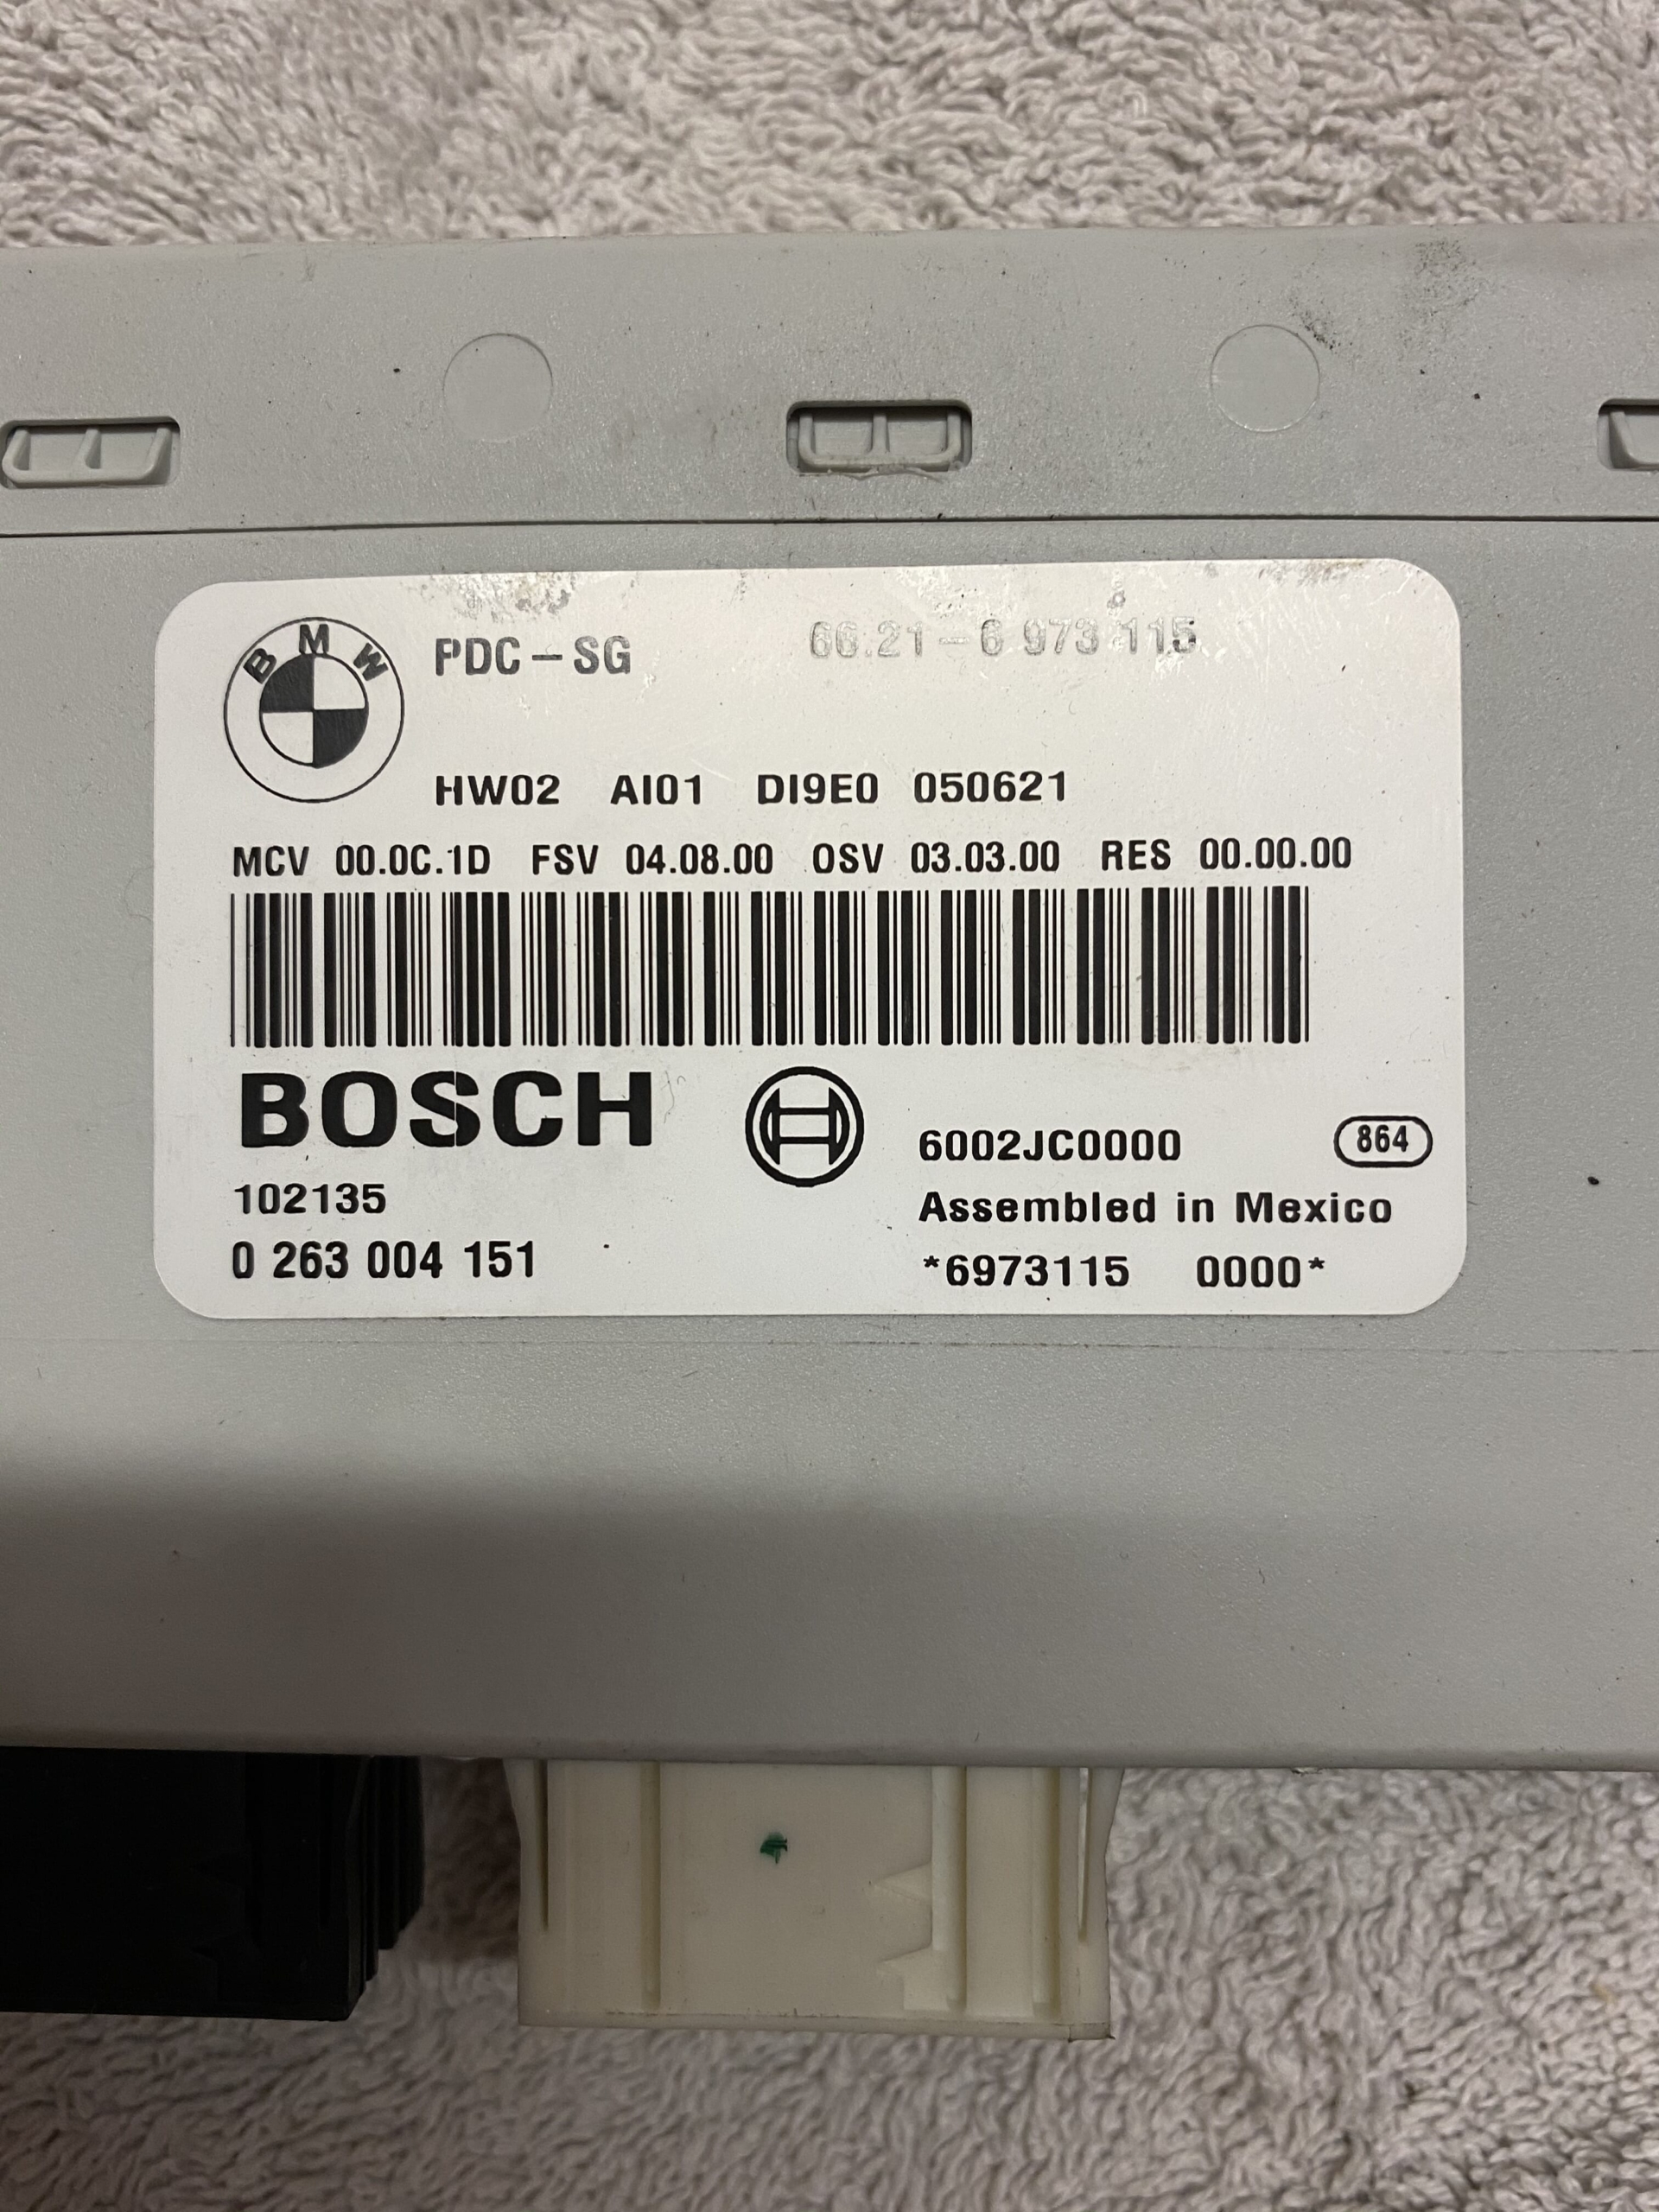 BMW
PDC-SG 66.21-6 973 115
HW02 AI01 DI9E0 050621
MCV 00.0C.1D FSV 04.08.00 OSV 03.03.00 RES 00.00.00
BOSCH
6002JC0000 864
102135
Assembled in Mexico
0 263 004 151
*6973115 0000*